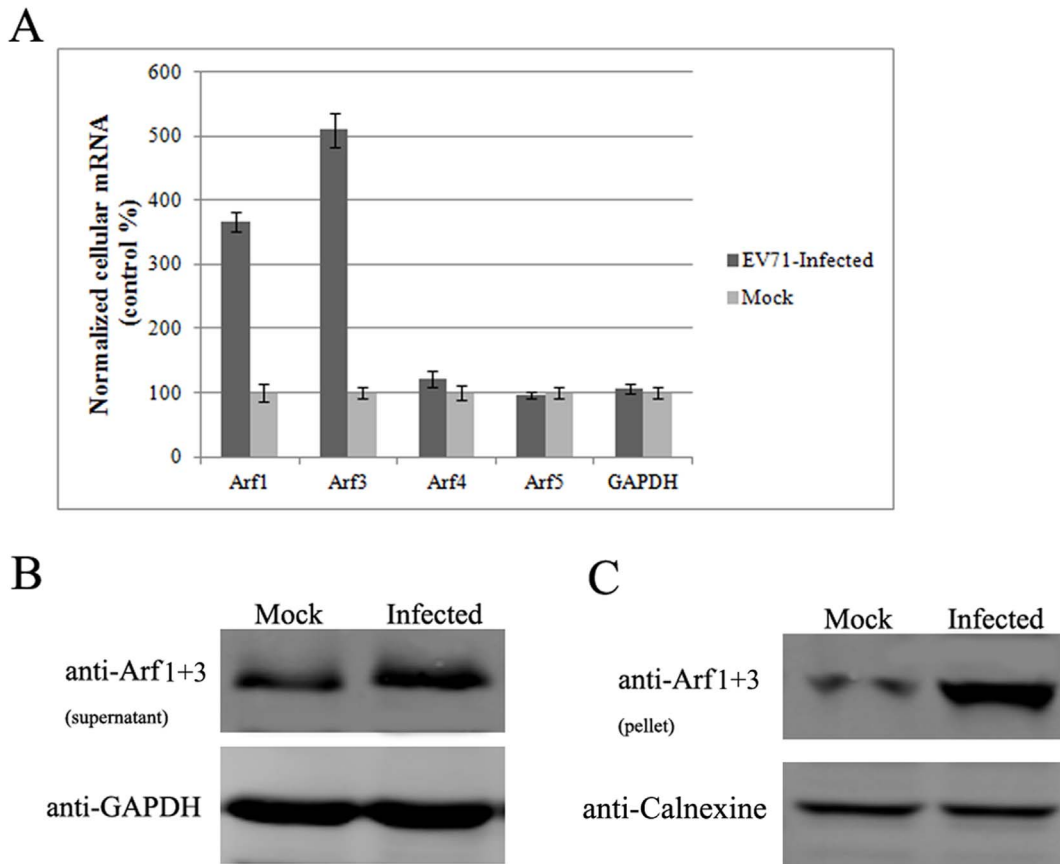 A
Normalized cellular mRNA
(control %)
600
500
400
300
200
100
0
Arf1
Arf3
Arf4
Arf5
GAPDH
EV71-Infected
Mock
B
Mock
Infected
anti-Arf1+3
(supernatant)
anti-GAPDH
C
Mock
Infected
anti-Arf1+3
(pellet)
anti-Calnexine